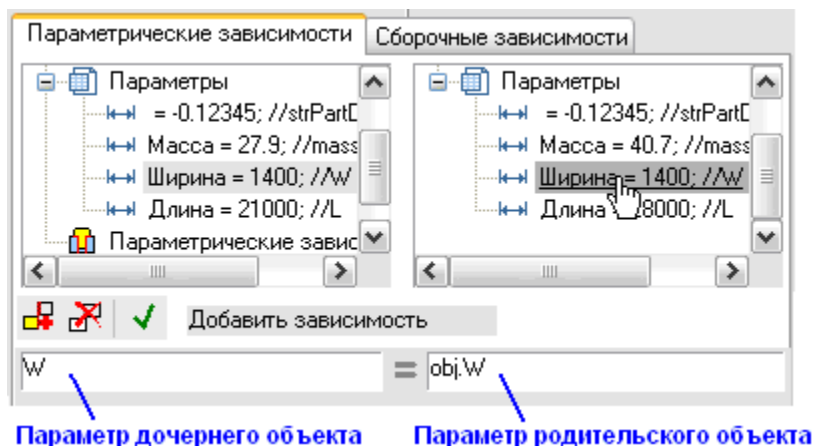 Параметрические зависимости
Сборочные зависимости
Параметры
= -0.12345; //strPartD
Масса = 27.9; //mass
Ширина = 1400; //W
Длина = 21000; //L
Параметрические завис
Параметры
= -0.12345; //strPartD
Масса = 40.7; //mass
Ширина = 1400; //W
Длина 8000; //L
Добавить зависимость
W = obj.W
Параметр дочернего объекта
Параметр родительского объекта